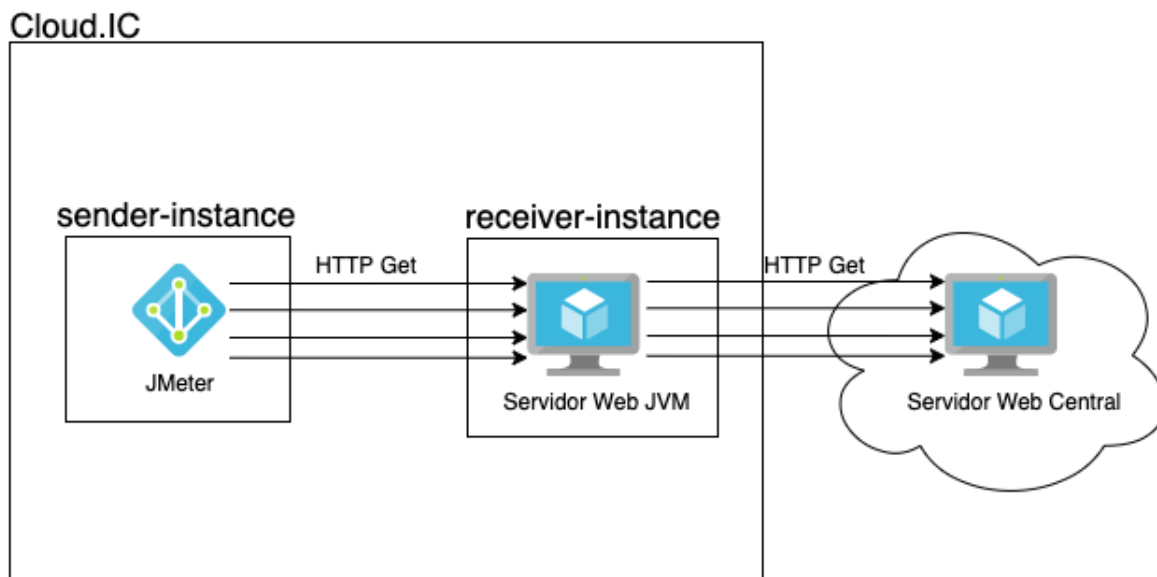 Cloud.IC
sender-instance
receiver-instance
HTTP Get
HTTP Get
JMeter
Servidor Web JVM
Servidor Web Central